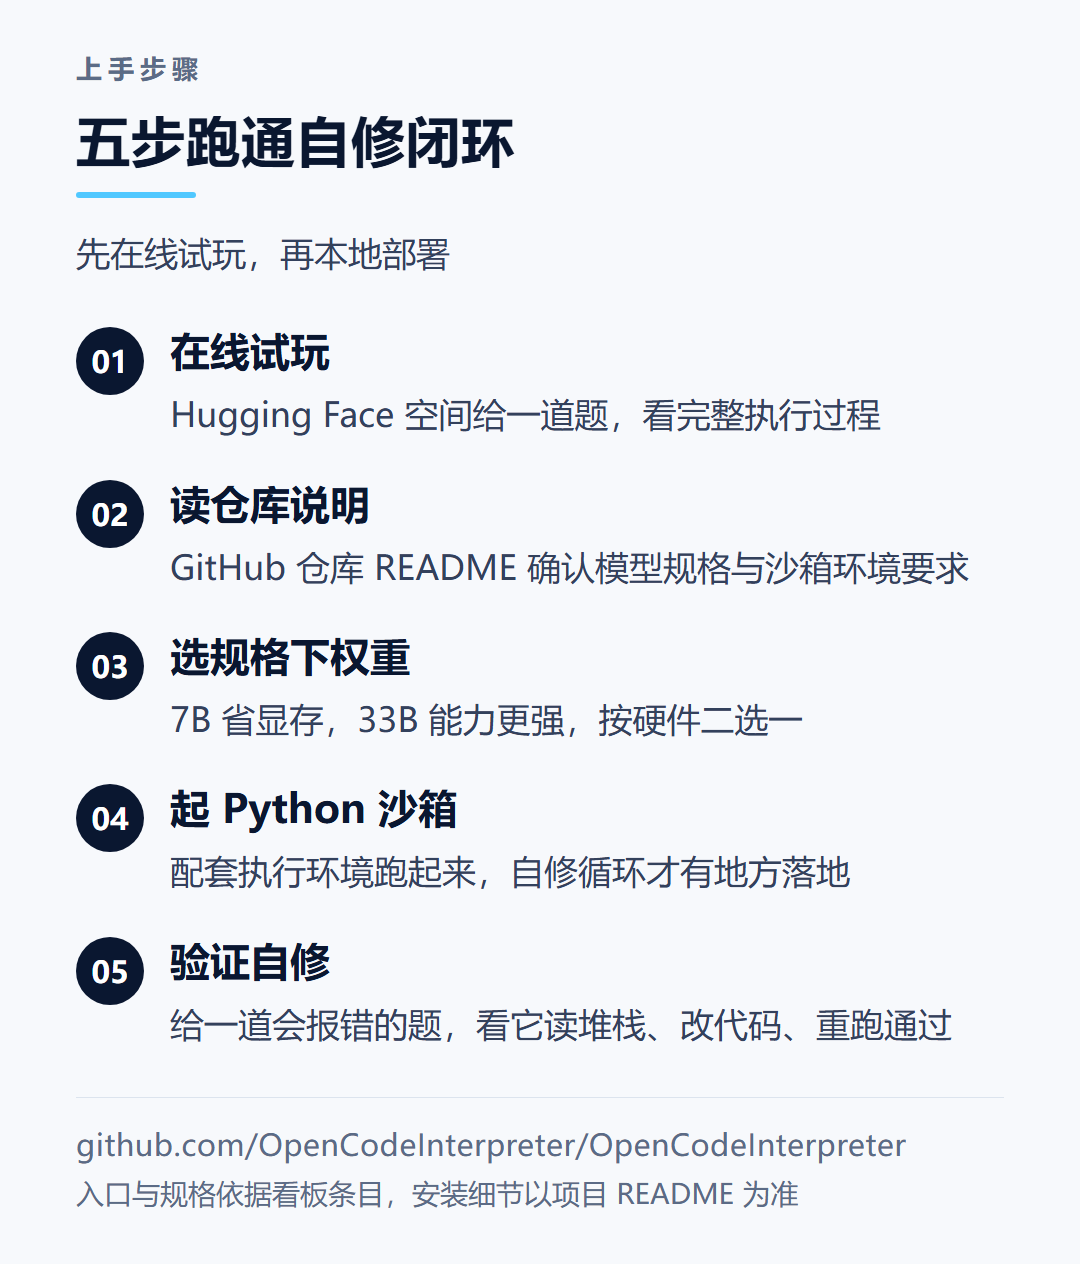 上手步骤
五步跑通自修闭环
先在线试玩，再本地部署
01
在线试玩
Hugging Face 空间给一道题，看完整执行过程
02
读仓库说明
GitHub 仓库 README 确认模型规格与沙箱环境要求
03
选规格下权重
7B 省显存，33B 能力更强，按硬件二选一
04
起 Python 沙箱
配套执行环境跑起来，自修循环才有地方落地
05
验证自修
给一道会报错的题，看它读堆栈、改代码、重跑通过
github.com/OpenCodeInterpreter/OpenCodeInterpreter
入口与规格依据看板条目，安装细节以项目 README 为准